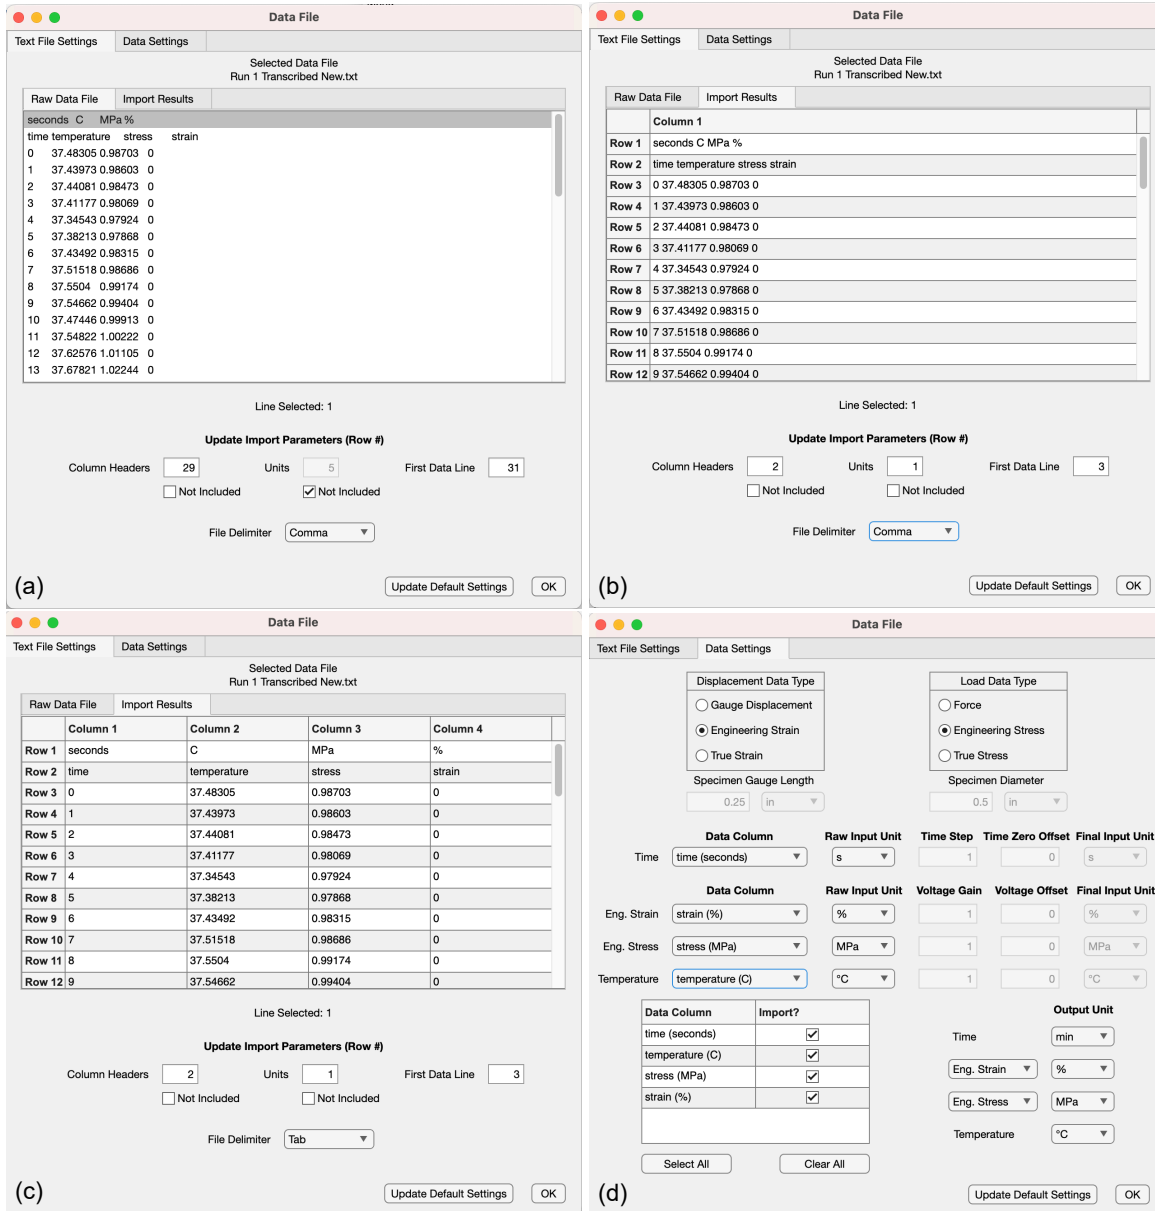 Data File
Text File Settings Data Settings
Selected Data File
Run 1 Transcribed New.txt
Raw Data File Import Results
seconds C MPa %
time temperature stress strain
0 37.48305 0.98703 0
1 37.43973 0.98603 0
2 37.44081 0.98473 0
3 37.41177 0.98069 0
4 37.34543 0.97924 0
5 37.38213 0.97868 0
6 37.43492 0.98315 0
7 37.51518 0.98686 0
8 37.5504 0.99174 0
9 37.54662 0.99404 0
10 37.47446 0.99913 0
11 37.54822 1.00222 0
12 37.62576 1.01105 0
13 37.67821 1.02244 0
Line Selected: 1
Update Import Parameters (Row #)
Column Headers 29 Units 5 First Data Line 31
Not Included Not Included
File Delimiter Comma
(a) Update Default Settings OK
Data File
Text File Settings Data Settings
Selected Data File
Run 1 Transcribed New.txt
Raw Data File Import Results
Column 1
Row 1 seconds C MPa %
Row 2 time temperature stress strain
Row 3 0 37.48305 0.98703 0
Row 4 1 37.43973 0.98603 0
Row 5 2 37.44081 0.98473 0
Row 6 3 37.41177 0.98069 0
Row 7 4 37.34543 0.97924 0
Row 8 5 37.38213 0.97868 0
Row 9 6 37.43492 0.98315 0
Row 10 7 37.51518 0.98686 0
Row 11 8 37.5504 0.99174 0
Row 12 9 37.54662 0.99404 0
Line Selected: 1
Update Import Parameters (Row #)
Column Headers 2 Units 1 First Data Line 3
Not Included Not Included
File Delimiter Comma
(b) Update Default Settings OK
Data File
Text File Settings Data Settings
Selected Data File
Run 1 Transcribed New.txt
Raw Data File Import Results
Column 1 Column 2 Column 3 Column 4
Row 1 seconds C MPa %
Row 2 time temperature stress strain
Row 3 0 37.48305 0.98703 0
Row 4 1 37.43973 0.98603 0
Row 5 2 37.44081 0.98473 0
Row 6 3 37.41177 0.98069 0
Row 7 4 37.34543 0.97924 0
Row 8 5 37.38213 0.97868 0
Row 9 6 37.43492 0.98315 0
Row 10 7 37.51518 0.98686 0
Row 11 8 37.5504 0.99174 0
Row 12 9 37.54662 0.99404 0
Line Selected: 1
Update Import Parameters (Row #)
Column Headers 2 Units 1 First Data Line 3
Not Included Not Included
File Delimiter Tab
(c) Update Default Settings OK
Data File
Text File Settings Data Settings
Displacement Data Type Load Data Type
Gauge Displacement Force
Engineering Strain Engineering Stress
True Strain True Stress
Specimen Gauge Length Specimen Diameter
0.25 in 0.5 in
Data Column Raw Input Unit Time Step Time Zero Offset Final Input Unit
Time time (seconds) s 1 0 s
Data Column Raw Input Unit Voltage Gain Voltage Offset Final Input Unit
Eng. Strain strain (%) % 1 0 %
Eng. Stress stress (MPa) MPa 1 0 MPa
Temperature temperature (C) °C 1 0 °C
Data Column Import? Output Unit
time (seconds) Time min
temperature (C)
stress (MPa) Eng. Strain %
strain (%) Eng. Stress MPa
Temperature °C
Select All Clear All
(d) Update Default Settings OK